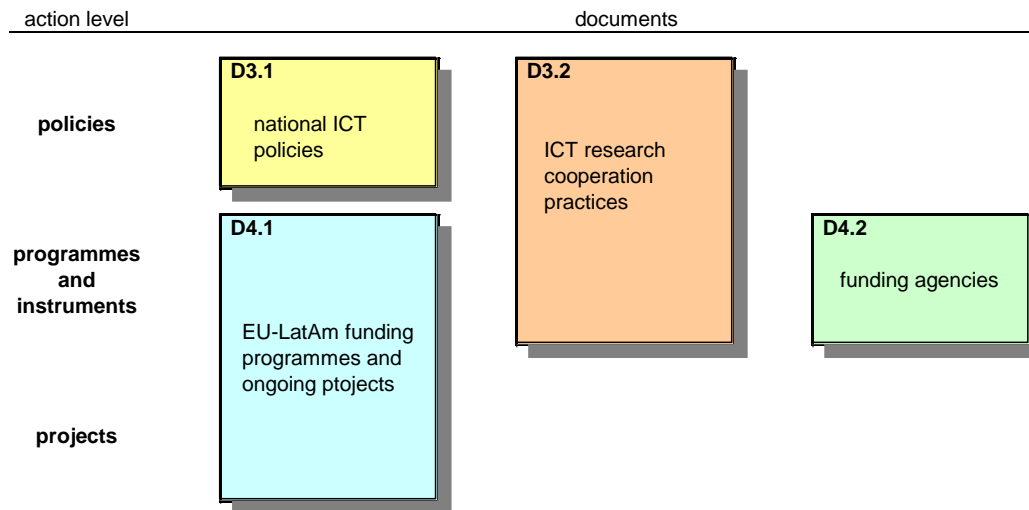 action level
documents
D3.1
D3.2
national ICT
policies
policies
ICT research
cooperation
practices
D4.1
D4.2
programmes
and
instruments
funding agencies
EU-LatAm funding
programmes and
ongoing ptojects
projects